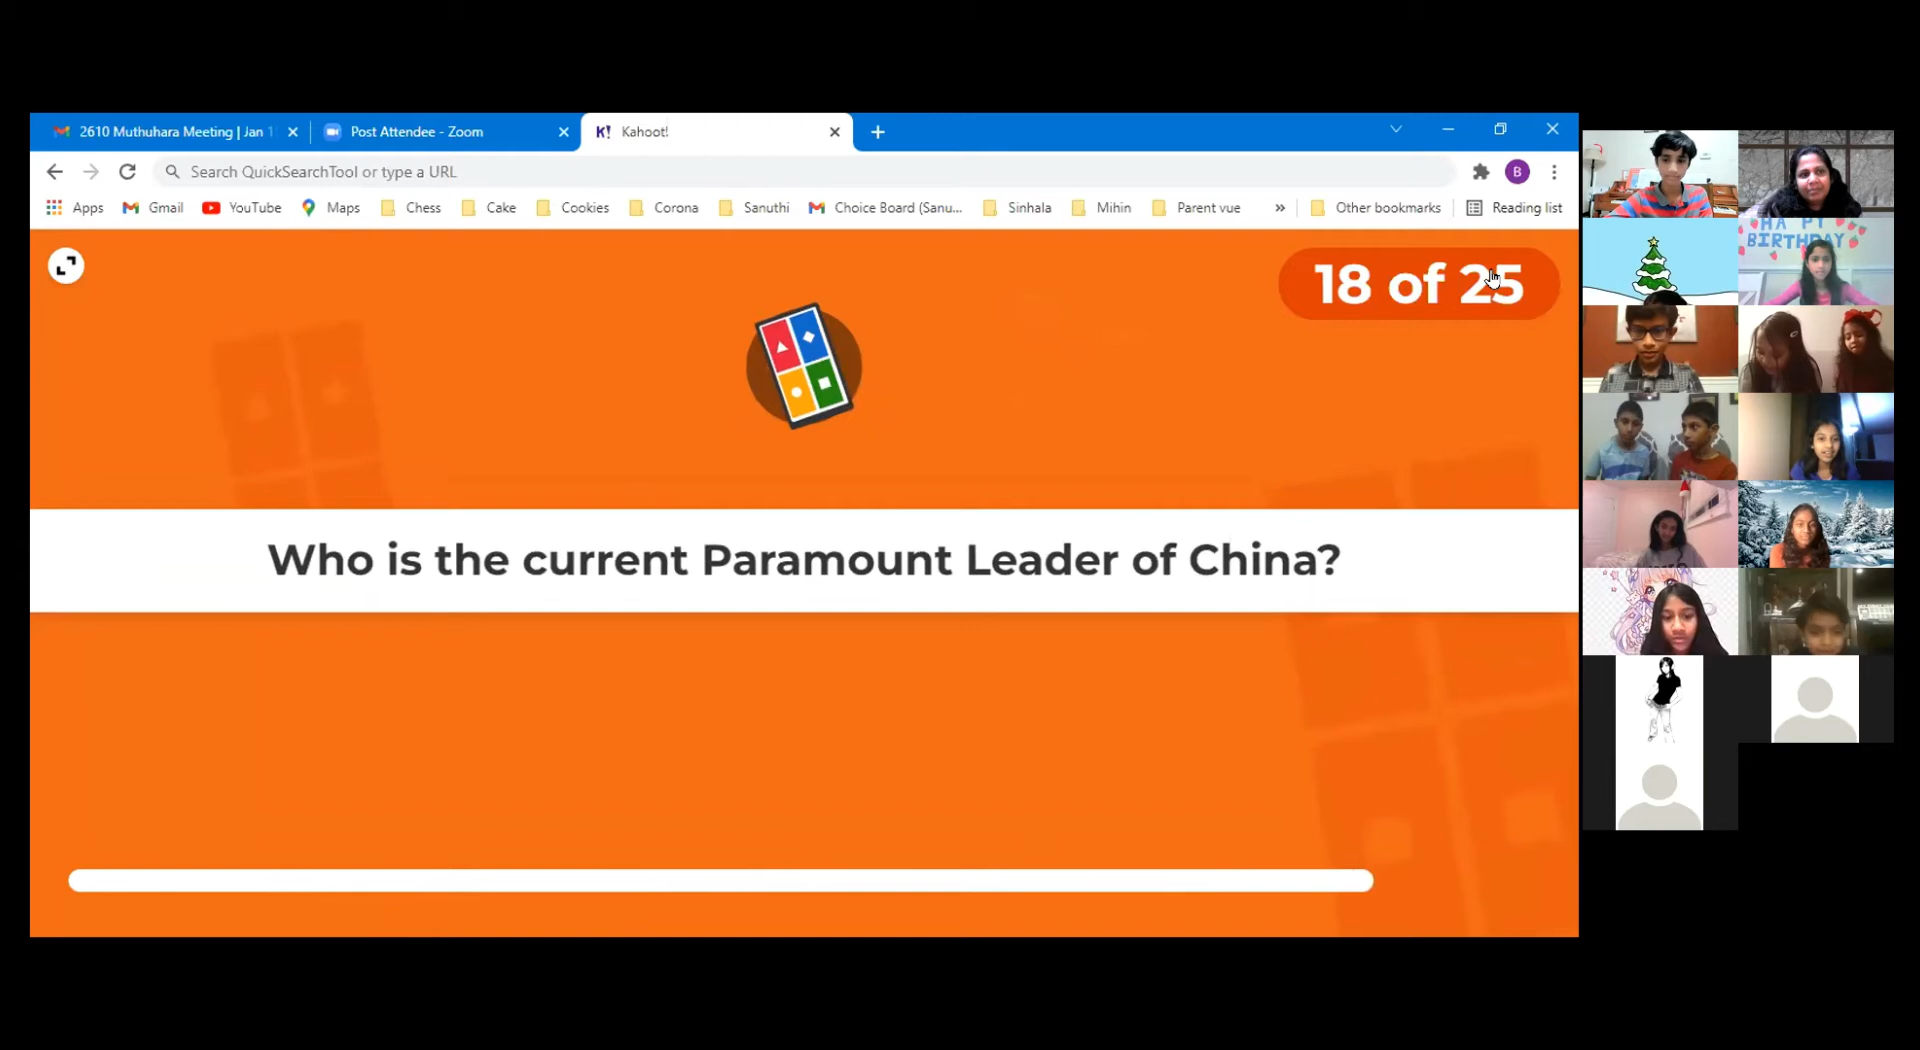 2610 Muthuhara Meeting | Jan 1
Post Attendee - Zoom
K! Kahoot!
Search QuickSearchTool or type a URL
B
Apps Gmail YouTube Maps Chess Cake Cookies Corona Sanuthi Choice Board (Sanu... Sinhala Mihin Parent vue » Other bookmarks Reading list
18 of 25
Who is the current Paramount Leader of China?
HA PY
BIRTHDAY